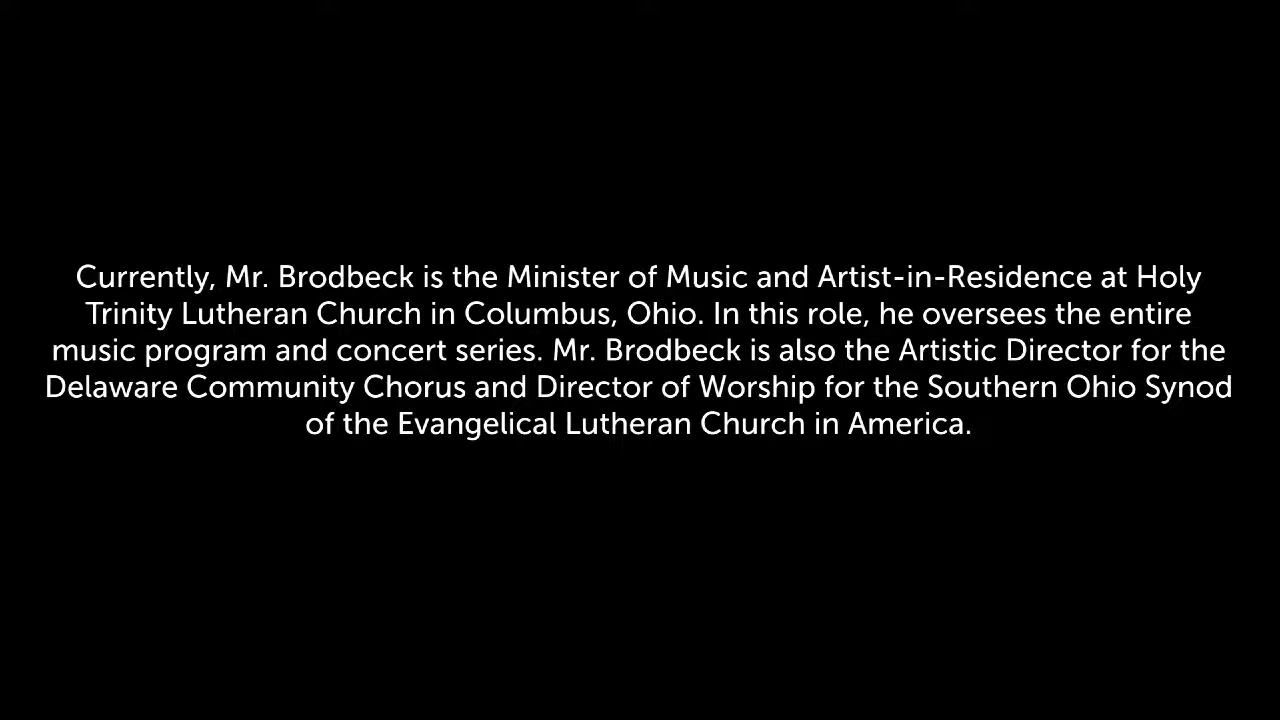 Currently, Mr. Brodbeck is the Minister of Music and Artist-in-Residence at Holy
Trinity Lutheran Church in Columbus, Ohio. In this role, he oversees the entire
music program and concert series. Mr. Brodbeck is also the Artistic Director for the
Delaware Community Chorus and Director of Worship for the Southern Ohio Synod
of the Evangelical Lutheran Church in America.